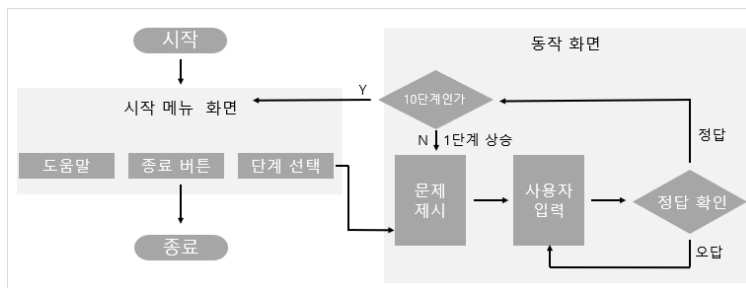 시작
시작 메뉴 화면
도움말
종료 버튼
단계 선택
종료
동작 화면
10단계인가
Y
N
1단계 상승
문제
제시
사용자
입력
정답 확인
정답
오답